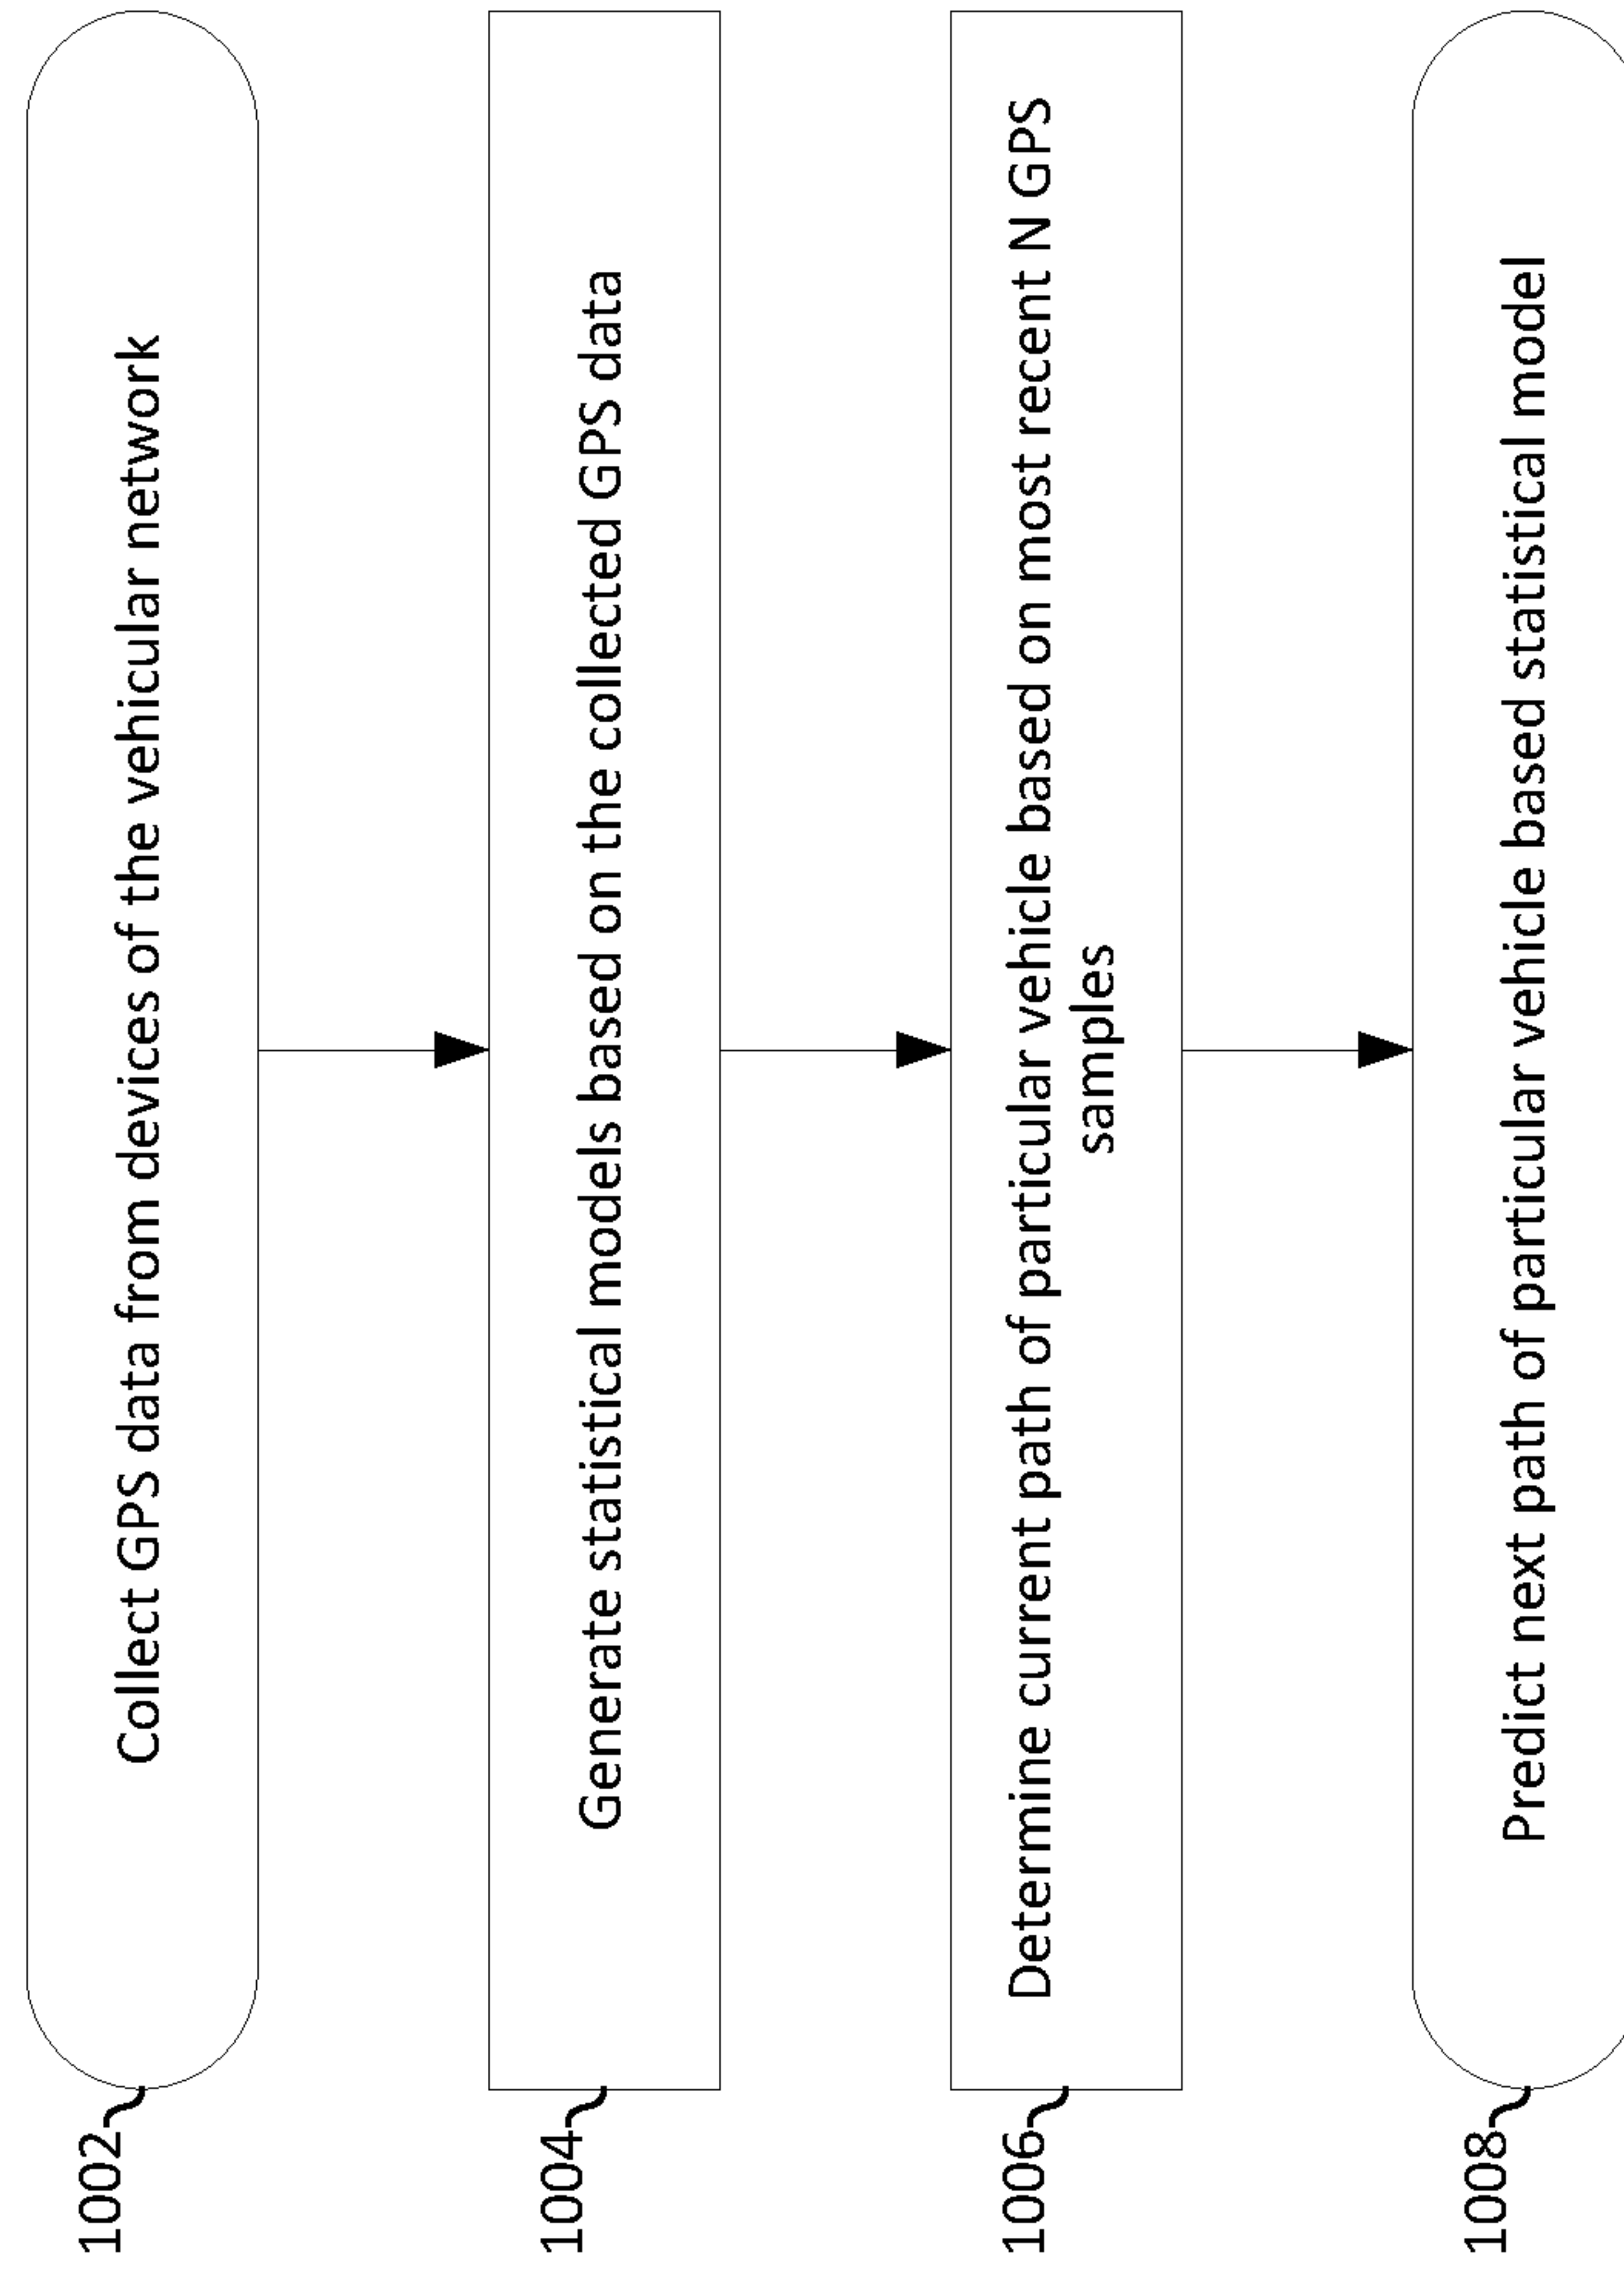 1002
Collect GPS data from devices of the vehicular network
1004
Generate statistical models based on the collected GPS data
1006
Determine current path of particular vehicle based on most recent N GPS
samples
1008
Predict next path of particular vehicle based statistical model